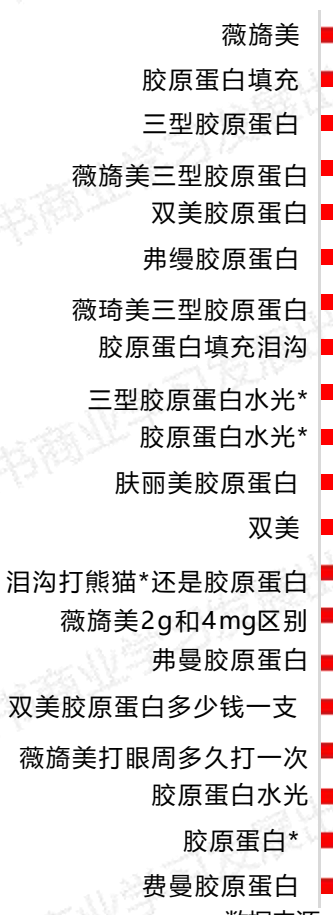 薇旖美
胶原蛋白填充
三型胶原蛋白
薇旖美三型胶原蛋白
双美胶原蛋白
弗缦胶原蛋白
薇琦美三型胶原蛋白
胶原蛋白填充泪沟
三型胶原蛋白水光*
胶原蛋白水光*
肤丽美胶原蛋白
双美
泪沟打熊猫*还是胶原蛋白
薇旖美2g和4mg区别
弗曼胶原蛋白
双美胶原蛋白多少钱一支
薇旖美打眼周多久打一次
胶原蛋白水光
胶原蛋白*
费曼胶原蛋白
数据来源